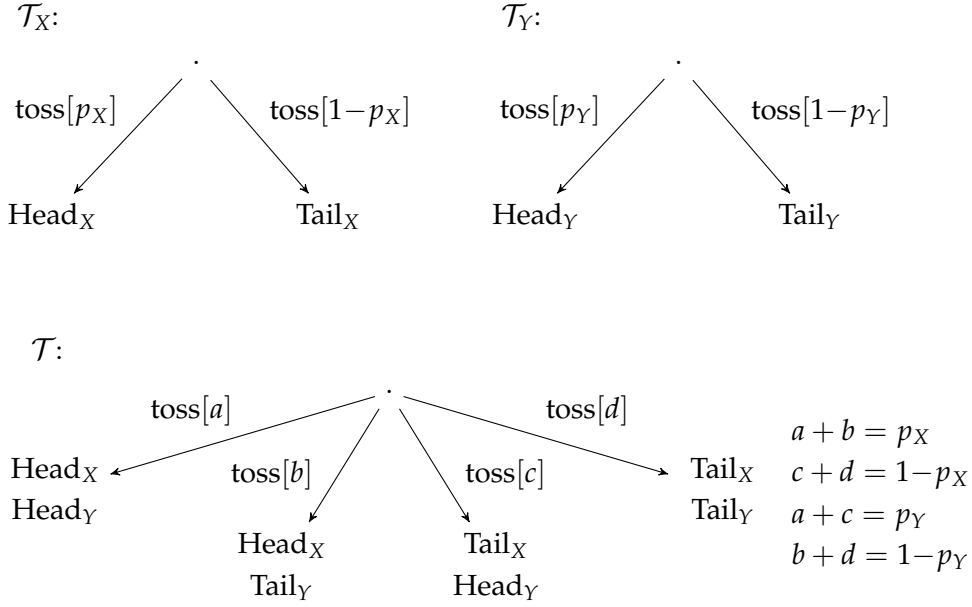 𝒯_X:
𝒯_Y:
toss[p_X]
toss[1−p_X]
toss[p_Y]
toss[1−p_Y]
Head_X
Tail_X
Head_Y
Tail_Y
𝒯:
toss[a]
toss[d]
toss[b]
toss[c]
Head_X
Head_Y
Head_X
Tail_Y
Tail_X
Head_Y
Tail_X
Tail_Y
a + b = p_X
c + d = 1−p_X
a + c = p_Y
b + d = 1−p_Y